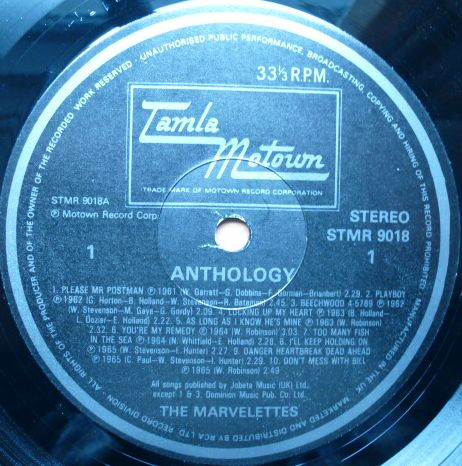 ALL RIGHTS OF THE PRODUCER AND OF THE OWNER OF THE RECORDED WORK RESERVED · UNAUTHORISED PUBLIC PERFORMANCE, BROADCASTING, COPYING AND HIRING OF THIS RECORD PROHIBITED MANUFACTURED IN THE UK
33⅓ R.P.M.
Tamla
Motown
TRADE MARK OF MOTOWN RECORD CORPORATION
STMR 9018A
℗ Motown Record Corp
STEREO
STMR 9018
1
1
ANTHOLOGY
1. PLEASE MR POSTMAN ℗ 1961 (W. Garratt - G. Dobbins - F. Gorman - Brianbert) 2.29. 2. PLAYBOY
℗ 1962 (G. Horton - B. Holland - W. Stevenson - R. Bateman) 2.45. 3. BEECHWOOD 4-5789 ℗ 1962
(W. Stevenson - M. Gaye - G. Gordy) 2.09. 4. LOCKING UP MY HEART ℗ 1963 (B. Holland -
L. Dozier - E. Holland) 2.22. 5. AS LONG AS I KNOW HE'S MINE ℗ 1963 (W. Robinson)
2.32. 6. YOU'RE MY REMEDY ℗ 1964 (W. Robinson) 3.03. 7. TOO MANY FISH
IN THE SEA ℗ 1964 (N. Whitfield - E. Holland) 2.26. 8. I'LL KEEP HOLDING ON
℗ 1965 (W. Stevenson - I. Hunter) 2.27. 9. DANGER HEARTBREAK DEAD AHEAD
℗ 1965 (C. Paul - W. Stevenson - I. Hunter) 2.29. 10. DON'T MESS WITH BILL
℗ 1965 (W. Robinson) 2.49
All songs published by Jobete Music (UK) Ltd.
except 1 & 3. Dominion Music Pub. Co. Ltd.
THE MARVELETTES
MARKETED AND DISTRIBUTED BY RCA LTD RECORD DIVISION